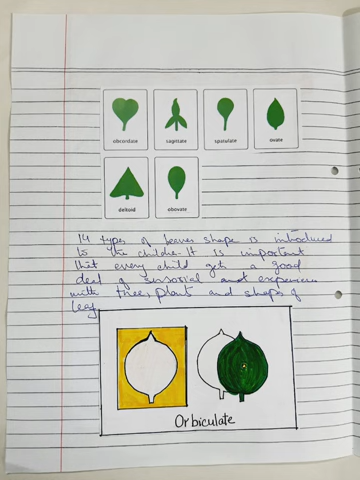 obcordate
sagittate
spatulate
ovate
deltoid
obovate
14 types of leaves shape is introduced
to the children. It is important
that every child gets a good
deal of sensorial and experience
with tree, plant and shape of
leaf.
Orbiculate